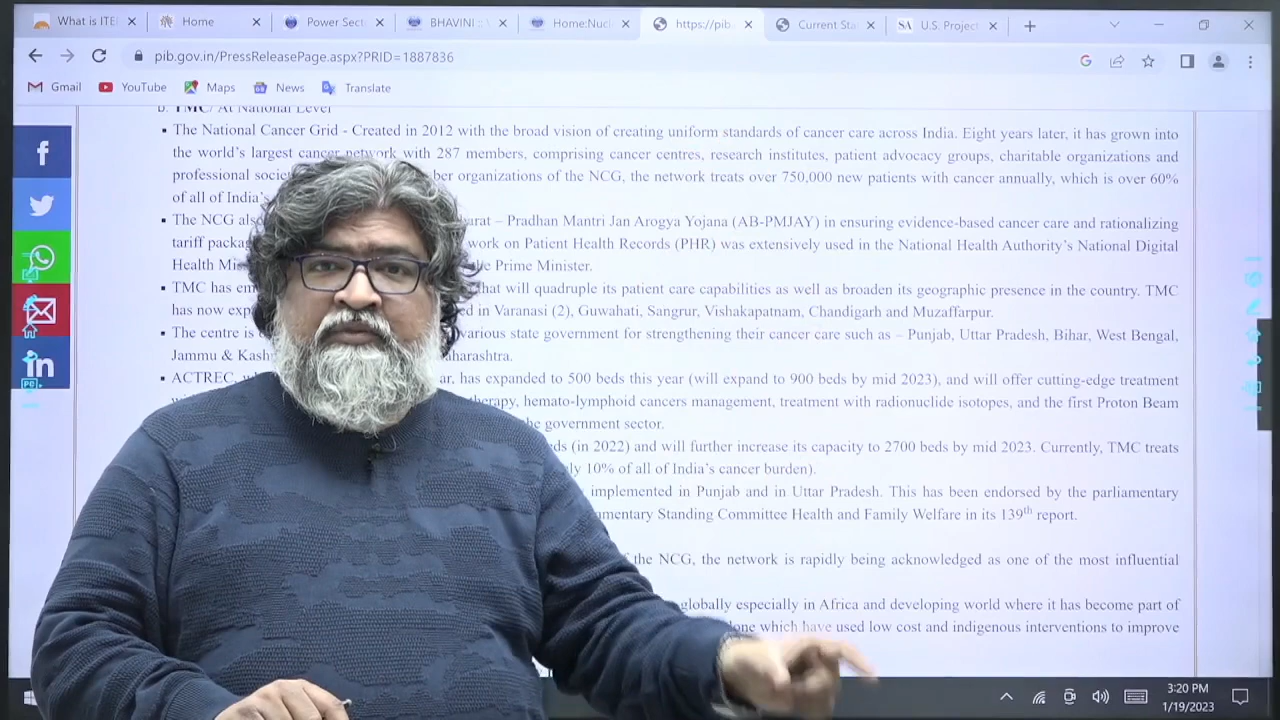 What is ITE
Home
Power Sect
BHAVINI ::
Home:Nucl
https://pib.
Current Sta
SA U.S. Project
pib.gov.in/PressReleasePage.aspx?PRID=1887836
Gmail YouTube Maps News Translate
b. TMC/ At National Level
The National Cancer Grid - Created in 2012 with the broad vision of creating uniform standards of cancer care across India. Eight years later, it has grown into
the world's largest cancer network with 287 members, comprising cancer centres, research institutes, patient advocacy groups, charitable organizations and
professional ber organizations of the NCG, the network treats over 750,000 new patients with cancer annually, which is over 60%
of all of India's
The NCG also arat – Pradhan Mantri Jan Arogya Yojana (AB-PMJAY) in ensuring evidence-based cancer care and rationalizing
tariff work on Patient Health Records (PHR) was extensively used in the National Health Authority's National Digital
Health Prime Minister.
TMC has that will quadruple its patient care capabilities as well as broaden its geographic presence in the country. TMC
has now ed in Varanasi (2), Guwahati, Sangrur, Vishakapatnam, Chandigarh and Muzaffarpur.
The centre is various state government for strengthening their cancer care such as – Punjab, Uttar Pradesh, Bihar, West Bengal,
Jammu & aharashtra.
ACTREC, ar, has expanded to 500 beds this year (will expand to 900 beds by mid 2023), and will offer cutting-edge treatment
therapy, hemato-lymphoid cancers management, treatment with radionuclide isotopes, and the first Proton Beam
he government sector.
ds (in 2022) and will further increase its capacity to 2700 beds by mid 2023. Currently, TMC treats
ly 10% of all of India's cancer burden).
implemented in Punjab and in Uttar Pradesh. This has been endorsed by the parliamentary
mentary Standing Committee Health and Family Welfare in its 139th report.
f the NCG, the network is rapidly being acknowledged as one of the most influential
globally especially in Africa and developing world where it has become part of
done which have used low cost and indigenous interventions to improve
3:20 PM
1/19/2023